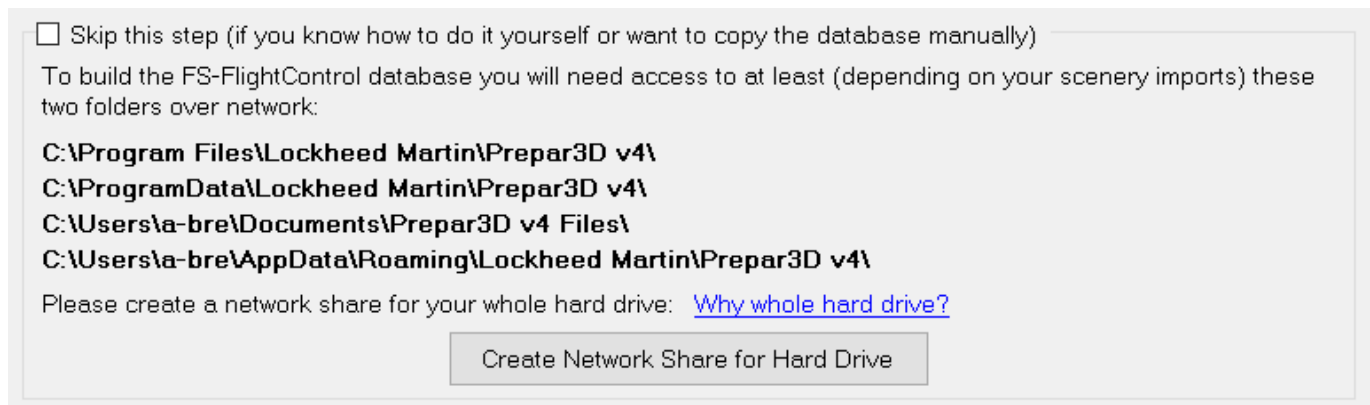 Skip this step (if you know how to do it yourself or want to copy the database manually)
To build the FS-FlightControl database you will need access to at least (depending on your scenery imports) these
two folders over network:
C:\Program Files\Lockheed Martin\Prepar3D v4\
C:\ProgramData\Lockheed Martin\Prepar3D v4\
C:\Users\a-bre\Documents\Prepar3D v4 Files\
C:\Users\a-bre\AppData\Roaming\Lockheed Martin\Prepar3D v4\
Please create a network share for your whole hard drive: Why whole hard drive?
Create Network Share for Hard Drive